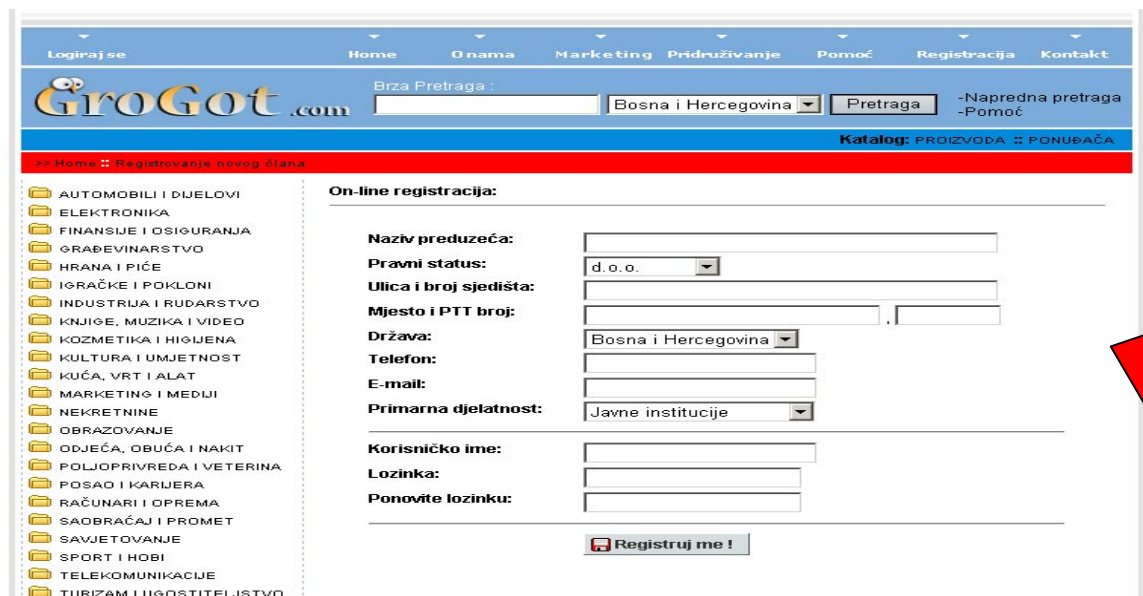 Logiraj se Home O nama Marketing Pridruživanje Pomoć Registracija Kontakt
GroGot.com
Brza Pretraga :
Bosna i Hercegovina Pretraga
-Napredna pretraga
-Pomoć
Katalog: PROIZVODA :: PONUĐAČA
>> Home :: Registrovanje novog člana
AUTOMOBILI I DIJELOVI
ELEKTRONIKA
FINANSIJE I OSIGURANJA
GRAĐEVINARSTVO
HRANA I PIĆE
IGRAČKE I POKLONI
INDUSTRIJA I RUDARSTVO
KNJIGE, MUZIKA I VIDEO
KOZMETIKA I HIGIJENA
KULTURA I UMJETNOST
KUĆA, VRT I ALAT
MARKETING I MEDIJI
NEKRETNINE
OBRAZOVANJE
ODJEĆA, OBUĆA I NAKIT
POLJOPRIVREDA I VETERINA
POSAO I KARIJERA
RAČUNARI I OPREMA
SAOBRAĆAJ I PROMET
SAVJETOVANJE
SPORT I HOBI
TELEKOMUNIKACIJE
TURIZAM I UGOSTITELJSTVO
On-line registracija:
Naziv preduzeća:
Pravni status: d.o.o.
Ulica i broj sjedišta:
Mjesto i PTT broj: ,
Država: Bosna i Hercegovina
Telefon:
E-mail:
Primarna djelatnost: Javne institucije
Korisničko ime:
Lozinka:
Ponovite lozinku:
Registruj me !